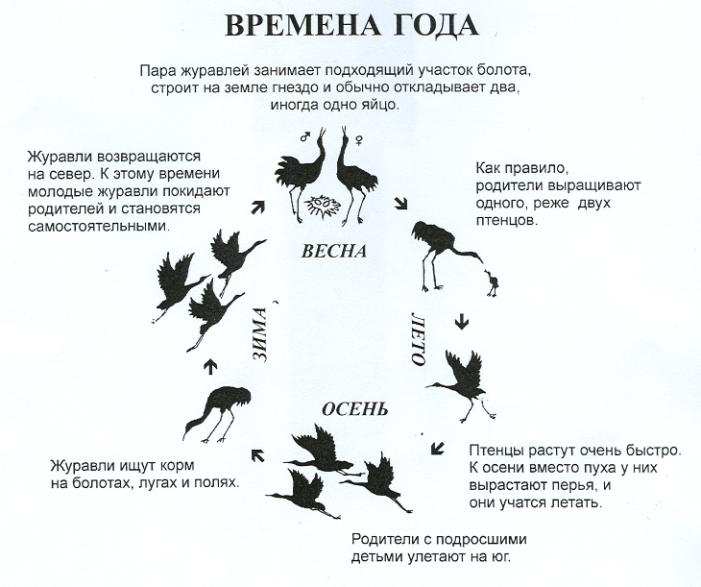 ВРЕМЕНА ГОДА
Пара журавлей занимает подходящий участок болота,
строит на земле гнездо и обычно откладывает два,
иногда одно яйцо.
♂ ♀
Журавли возвращаются
на север. К этому времени
молодые журавли покидают
родителей и становятся
самостоятельными.
Как правило,
родители выращивают
одного, реже двух
птенцов.
ВЕСНА
ЗИМА
ЛЕТО
ОСЕНЬ
Птенцы растут очень быстро.
К осени вместо пуха у них
вырастают перья, и
они учатся летать.
Журавли ищут корм
на болотах, лугах и полях.
Родители с подросшими
детьми улетают на юг.